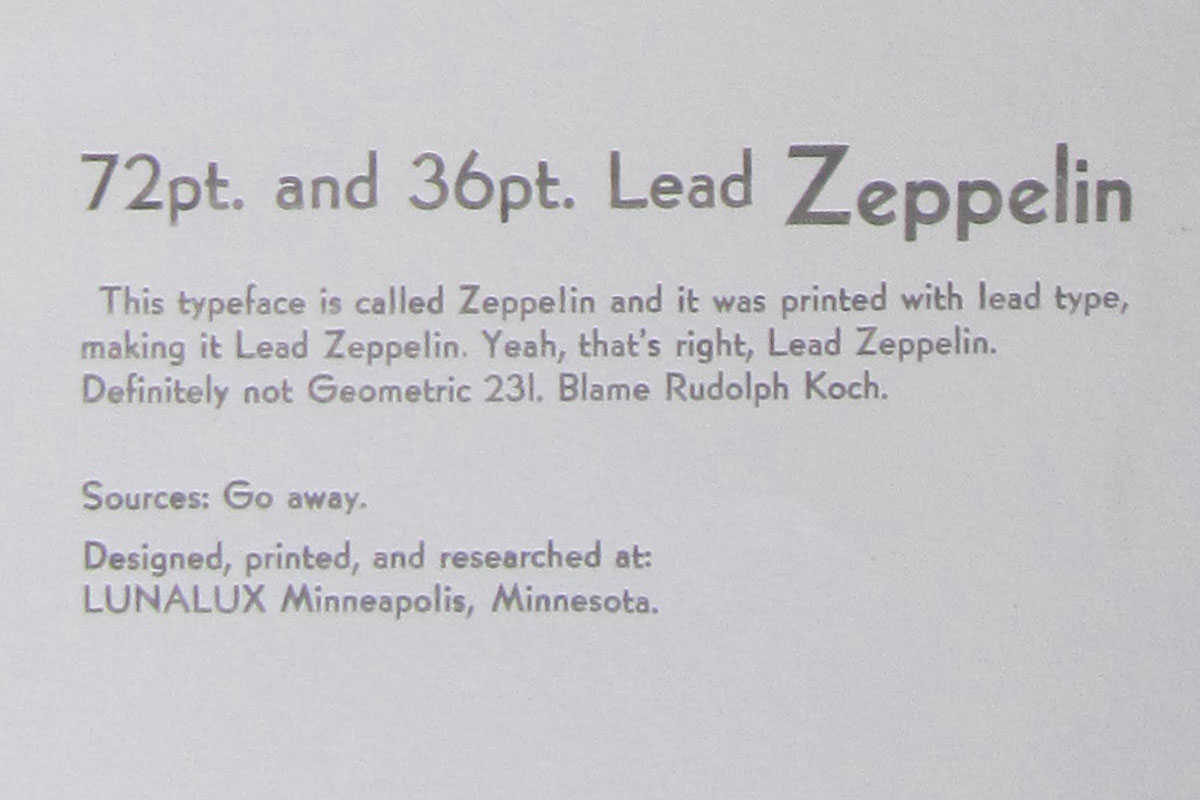 72pt. and 36pt. Lead Zeppelin
This typeface is called Zeppelin and it was printed with lead type,
making it Lead Zeppelin. Yeah, that's right, Lead Zeppelin.
Definitely not Geometric 231. Blame Rudolph Koch.
Sources: Go away.
Designed, printed, and researched at:
LUNALUX Minneapolis, Minnesota.